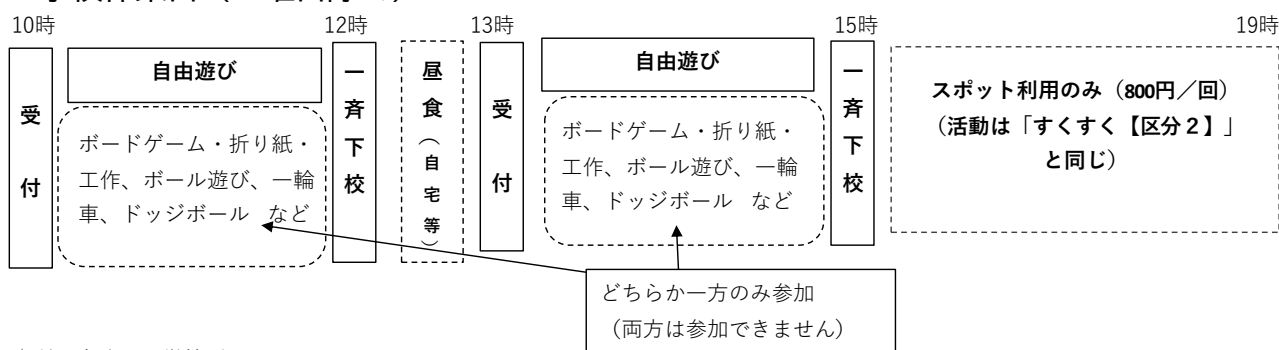 10時
12時
13時
15時
19時
受付
自由遊び
ボードゲーム・折り紙・
工作、ボール遊び、一輪
車、ドッジボール など
一斉下校
昼食（自宅等）
受付
自由遊び
ボードゲーム・折り紙・
工作、ボール遊び、一輪
車、ドッジボール など
一斉下校
スポット利用のみ（800円／回）
（活動は「すくすく【区分２】」
と同じ）
どちらか一方のみ参加
（両方は参加できません）